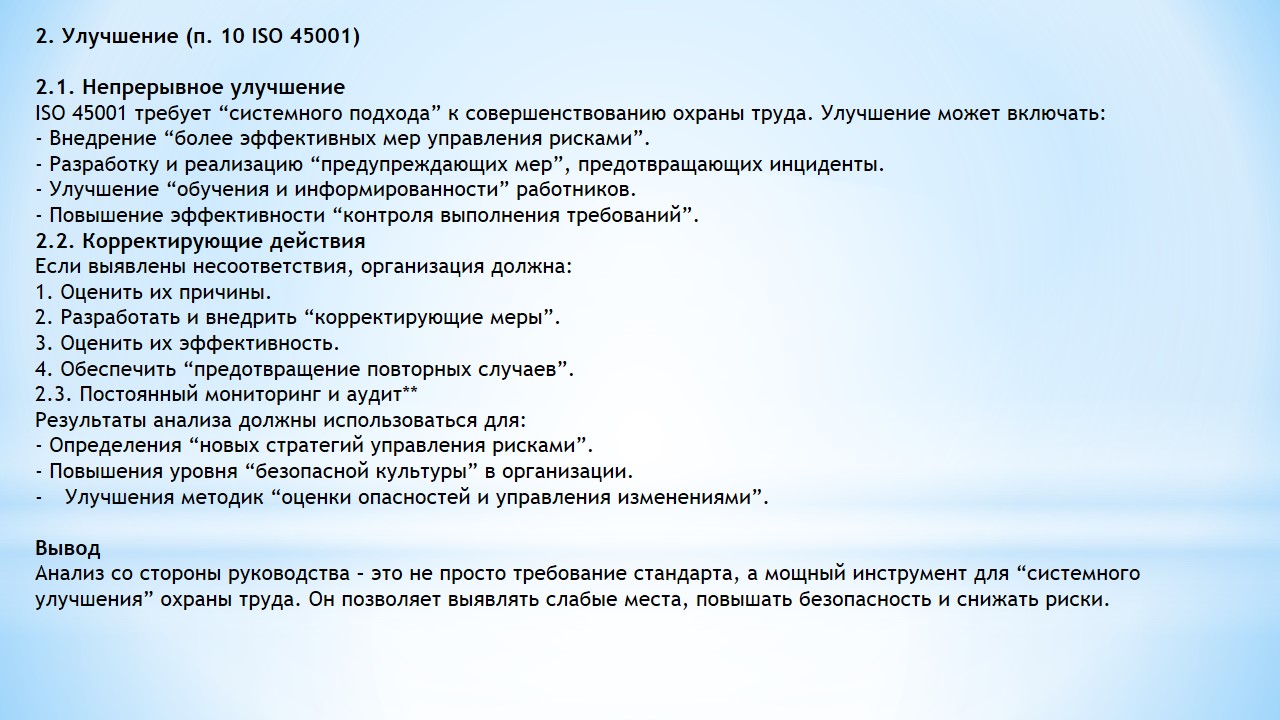 2. Улучшение (п. 10 ISO 45001)
2.1. Непрерывное улучшение
ISO 45001 требует “системного подхода” к совершенствованию охраны труда. Улучшение может включать:
- Внедрение “более эффективных мер управления рисками”.
- Разработку и реализацию “предупреждающих мер”, предотвращающих инциденты.
- Улучшение “обучения и информированности” работников.
- Повышение эффективности “контроля выполнения требований”.
2.2. Корректирующие действия
Если выявлены несоответствия, организация должна:
1. Оценить их причины.
2. Разработать и внедрить “корректирующие меры”.
3. Оценить их эффективность.
4. Обеспечить “предотвращение повторных случаев”.
2.3. Постоянный мониторинг и аудит**
Результаты анализа должны использоваться для:
- Определения “новых стратегий управления рисками”.
- Повышения уровня “безопасной культуры” в организации.
- Улучшения методик “оценки опасностей и управления изменениями”.
Вывод
Анализ со стороны руководства – это не просто требование стандарта, а мощный инструмент для “системного
улучшения” охраны труда. Он позволяет выявлять слабые места, повышать безопасность и снижать риски.